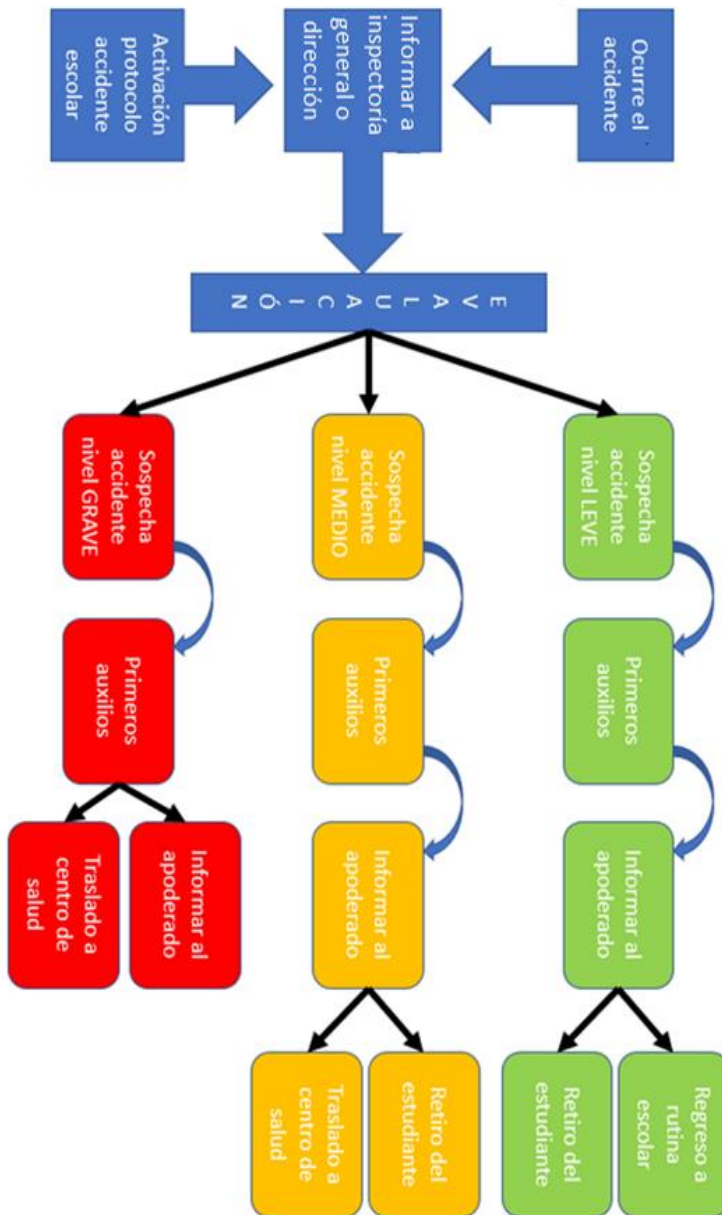 Ocurre el
accidente
Informar a
inspectoría
general o
dirección
Activación
protocolo
accidente
escolar
EVALUACIÓN
Sospecha
accidente
nivel LEVE
Primeros
auxilios
Informar al
apoderado
Regreso a
rutina
escolar
Retiro del
estudiante
Sospecha
accidente
nivel MEDIO
Primeros
auxilios
Informar al
apoderado
Retiro del
estudiante
Traslado a
centro de
salud
Sospecha
accidente
nivel GRAVE
Primeros
auxilios
Informar al
apoderado
Traslado a
centro de
salud